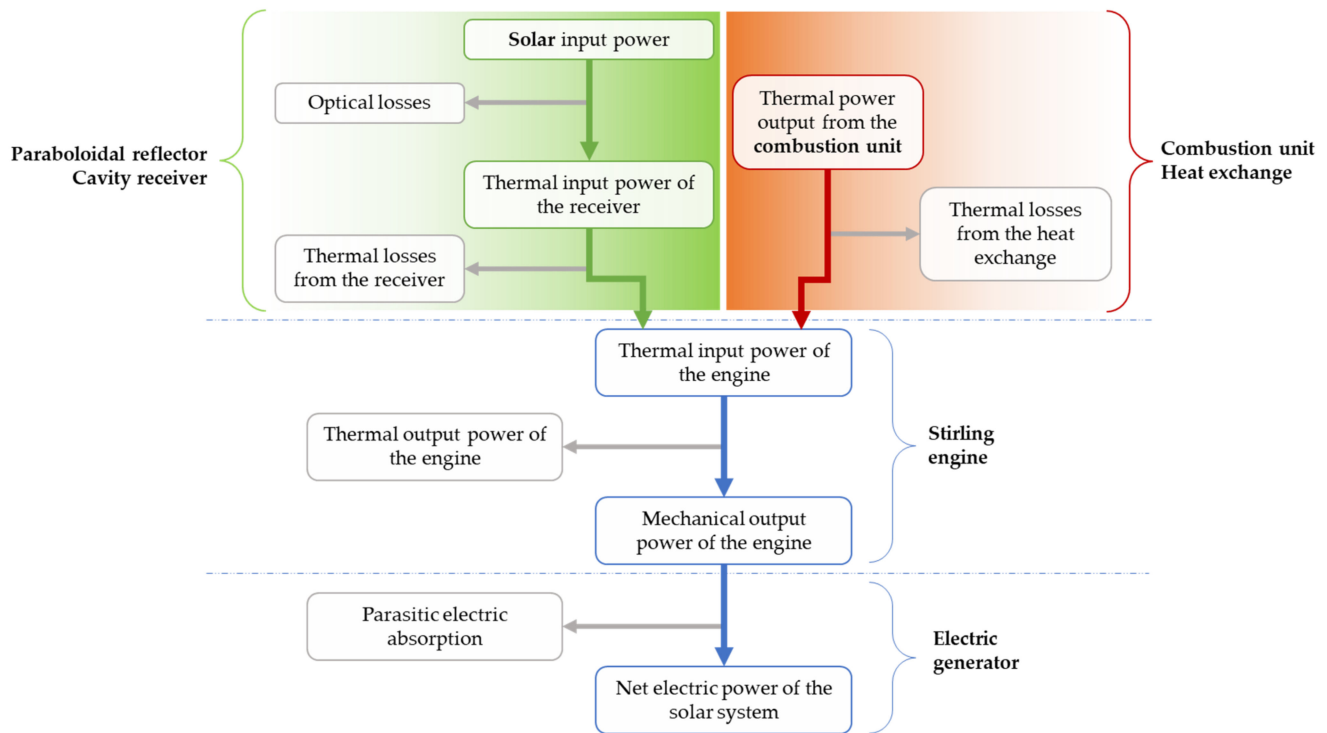 Solar input power
Optical losses
Paraboloidal reflector
Cavity receiver
Thermal input power of
the receiver
Thermal losses
from the receiver
Thermal power
output from the
combustion unit
Combustion unit
Heat exchange
Thermal losses
from the heat
exchange
Thermal input power of
the engine
Thermal output power of
the engine
Stirling
engine
Mechanical output
power of the engine
Parasitic electric
absorption
Electric
generator
Net electric power of the
solar system